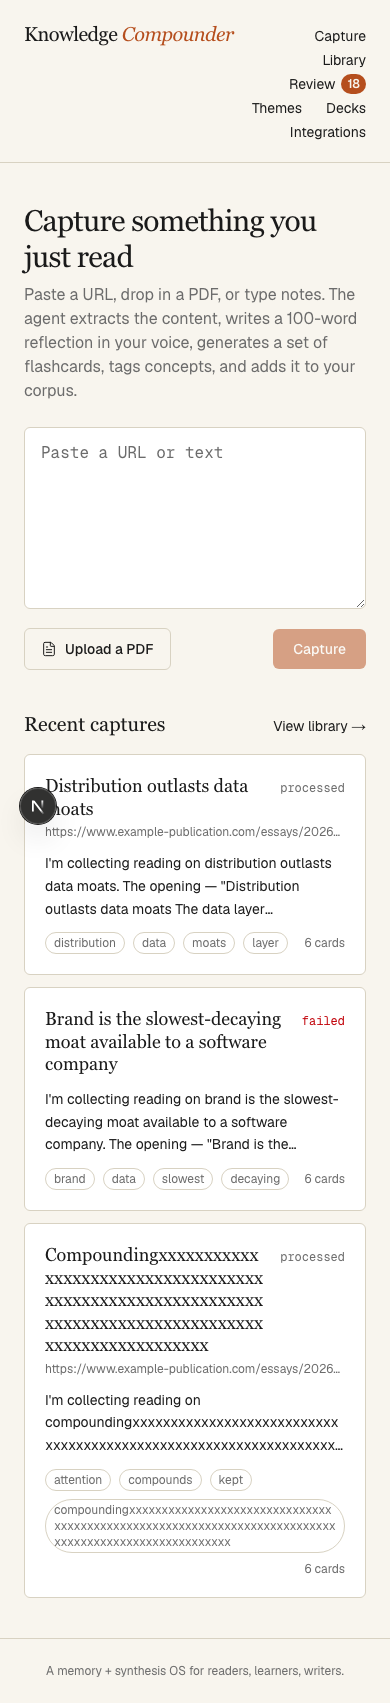 Knowledge Compounder
Capture
Library
Review 18
Themes Decks
Integrations
Capture something you
just read
Paste a URL, drop in a PDF, or type notes. The
agent extracts the content, writes a 100-word
reflection in your voice, generates a set of
flashcards, tags concepts, and adds it to your
corpus.
Paste a URL or text
Upload a PDF
Capture
Recent captures
View library →
Distribution outlasts data
processed
moats
N
https://www.example-publication.com/essays/2026…
I'm collecting reading on distribution outlasts
data moats. The opening — "Distribution
outlasts data moats The data layer…
distribution data moats layer 6 cards
Brand is the slowest-decaying
failed
moat available to a software
company
I'm collecting reading on brand is the slowest-
decaying moat available to a software
company. The opening — "Brand is the…
brand data slowest decaying 6 cards
Compoundingxxxxxxxxxxx
processed
xxxxxxxxxxxxxxxxxxxxxxxx
xxxxxxxxxxxxxxxxxxxxxxxx
xxxxxxxxxxxxxxxxxxxxxxxx
xxxxxxxxxxxxxxxxxx
https://www.example-publication.com/essays/2026…
I'm collecting reading on
compoundingxxxxxxxxxxxxxxxxxxxxxxxxxxx
xxxxxxxxxxxxxxxxxxxxxxxxxxxxxxxxxxxxxx…
attention compounds kept
compoundingxxxxxxxxxxxxxxxxxxxxxxxxxxxxxxx
xxxxxxxxxxxxxxxxxxxxxxxxxxxxxxxxxxxxxxxxxxx
xxxxxxxxxxxxxxxxxxxxxxxxxxx
6 cards
A memory + synthesis OS for readers, learners, writers.